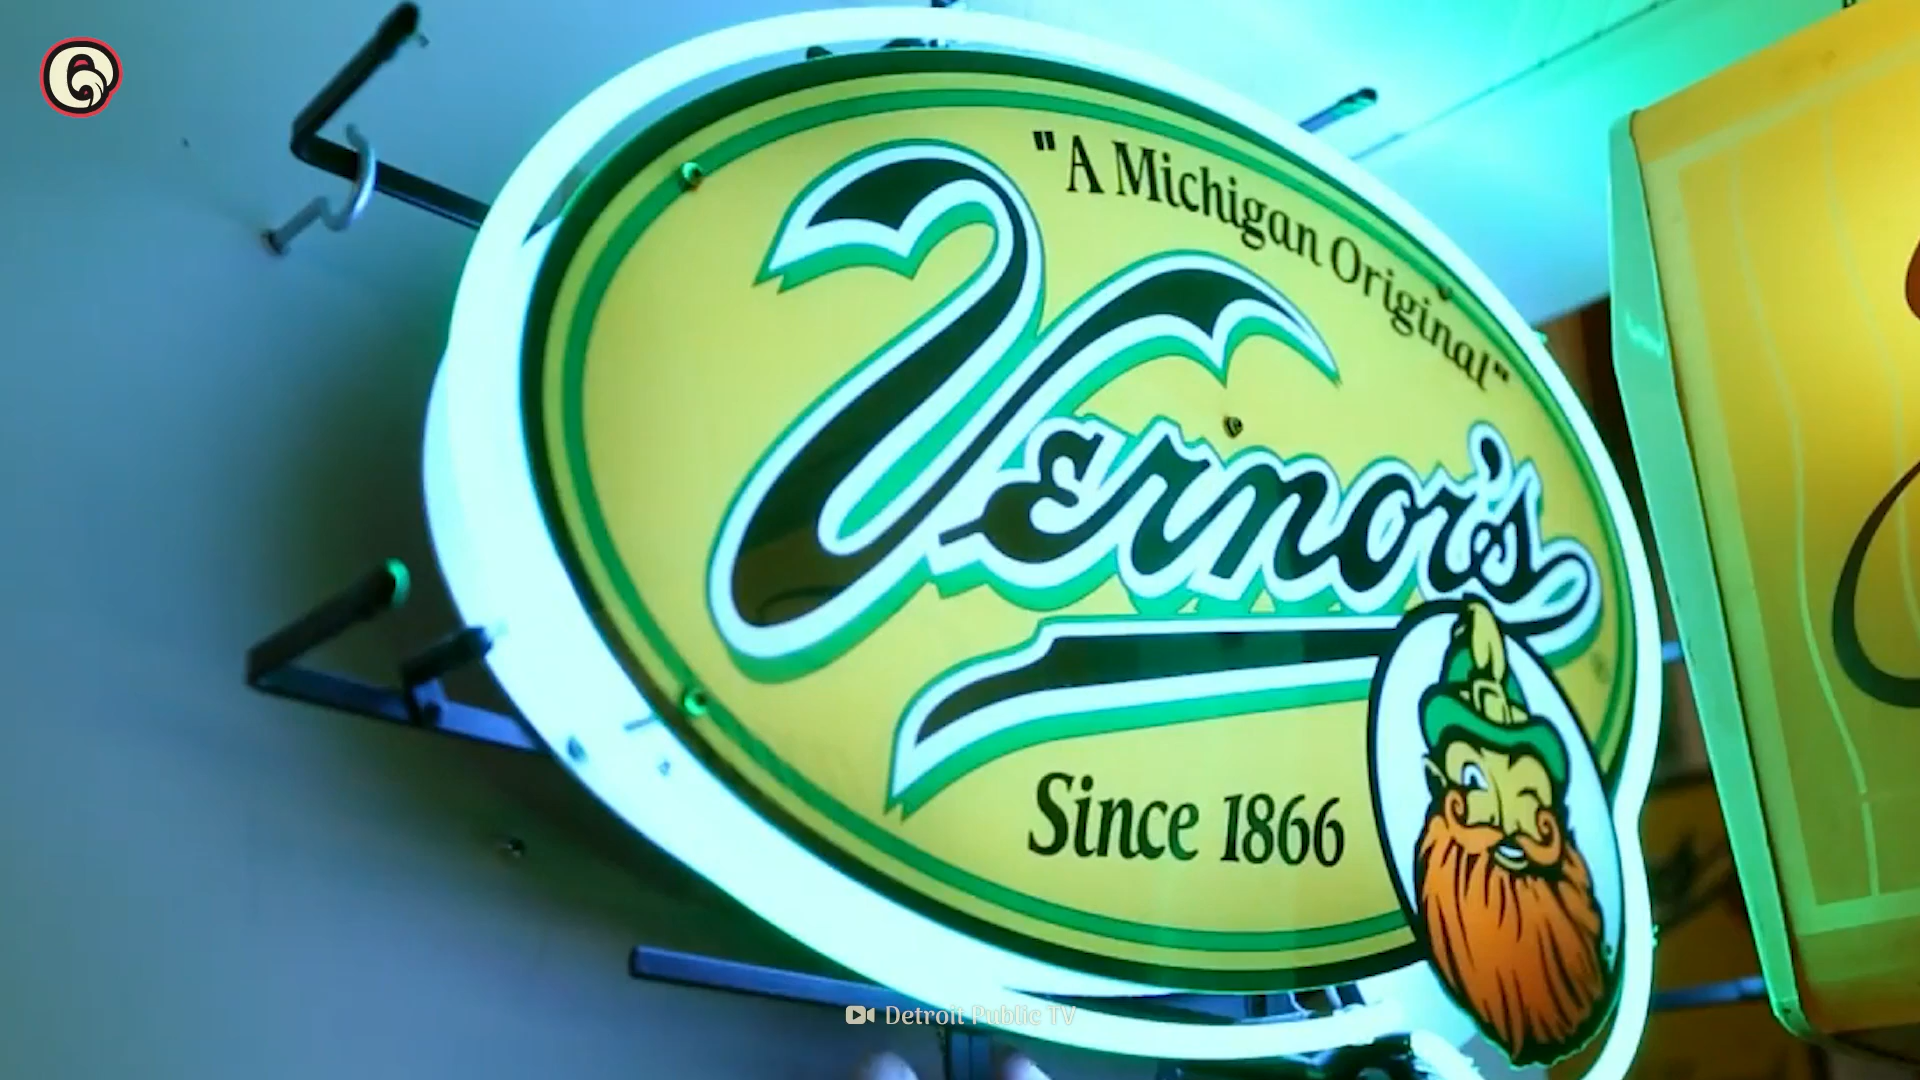 "A Michigan Original"
Vernor's
Since 1866
Detroit Public TV